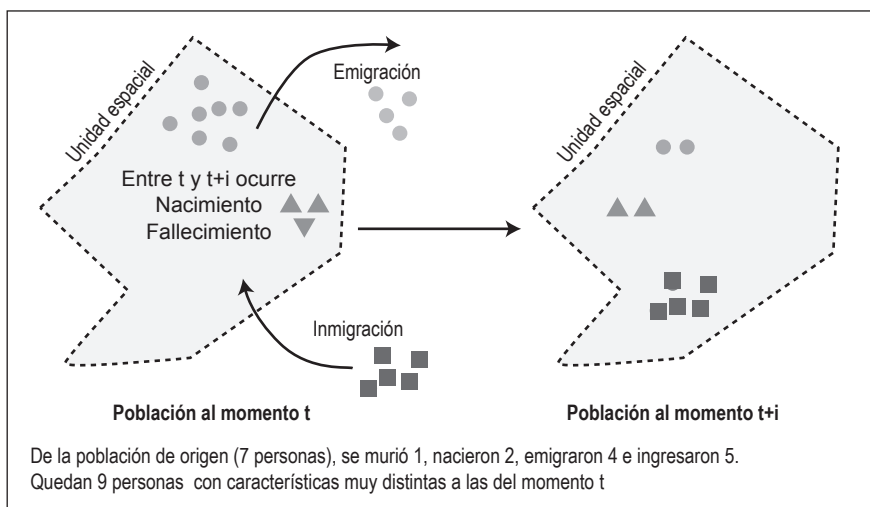 Unidad espacial
Emigración
Entre t y t+i ocurre
Nacimiento
Fallecimiento
Inmigración
Población al momento t
Unidad espacial
Población al momento t+i
De la población de origen (7 personas), se murió 1, nacieron 2, emigraron 4 e ingresaron 5.
Quedan 9 personas con características muy distintas a las del momento t